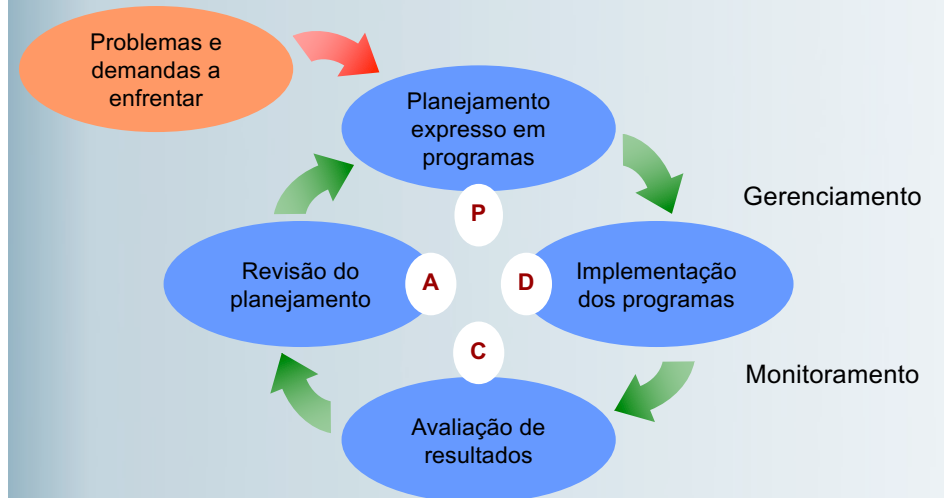 Problemas e
demandas a
enfrentar
Planejamento
expresso em
programas
P
Gerenciamento
Revisão do
planejamento
A
D
Implementação
dos programas
C
Monitoramento
Avaliação de
resultados